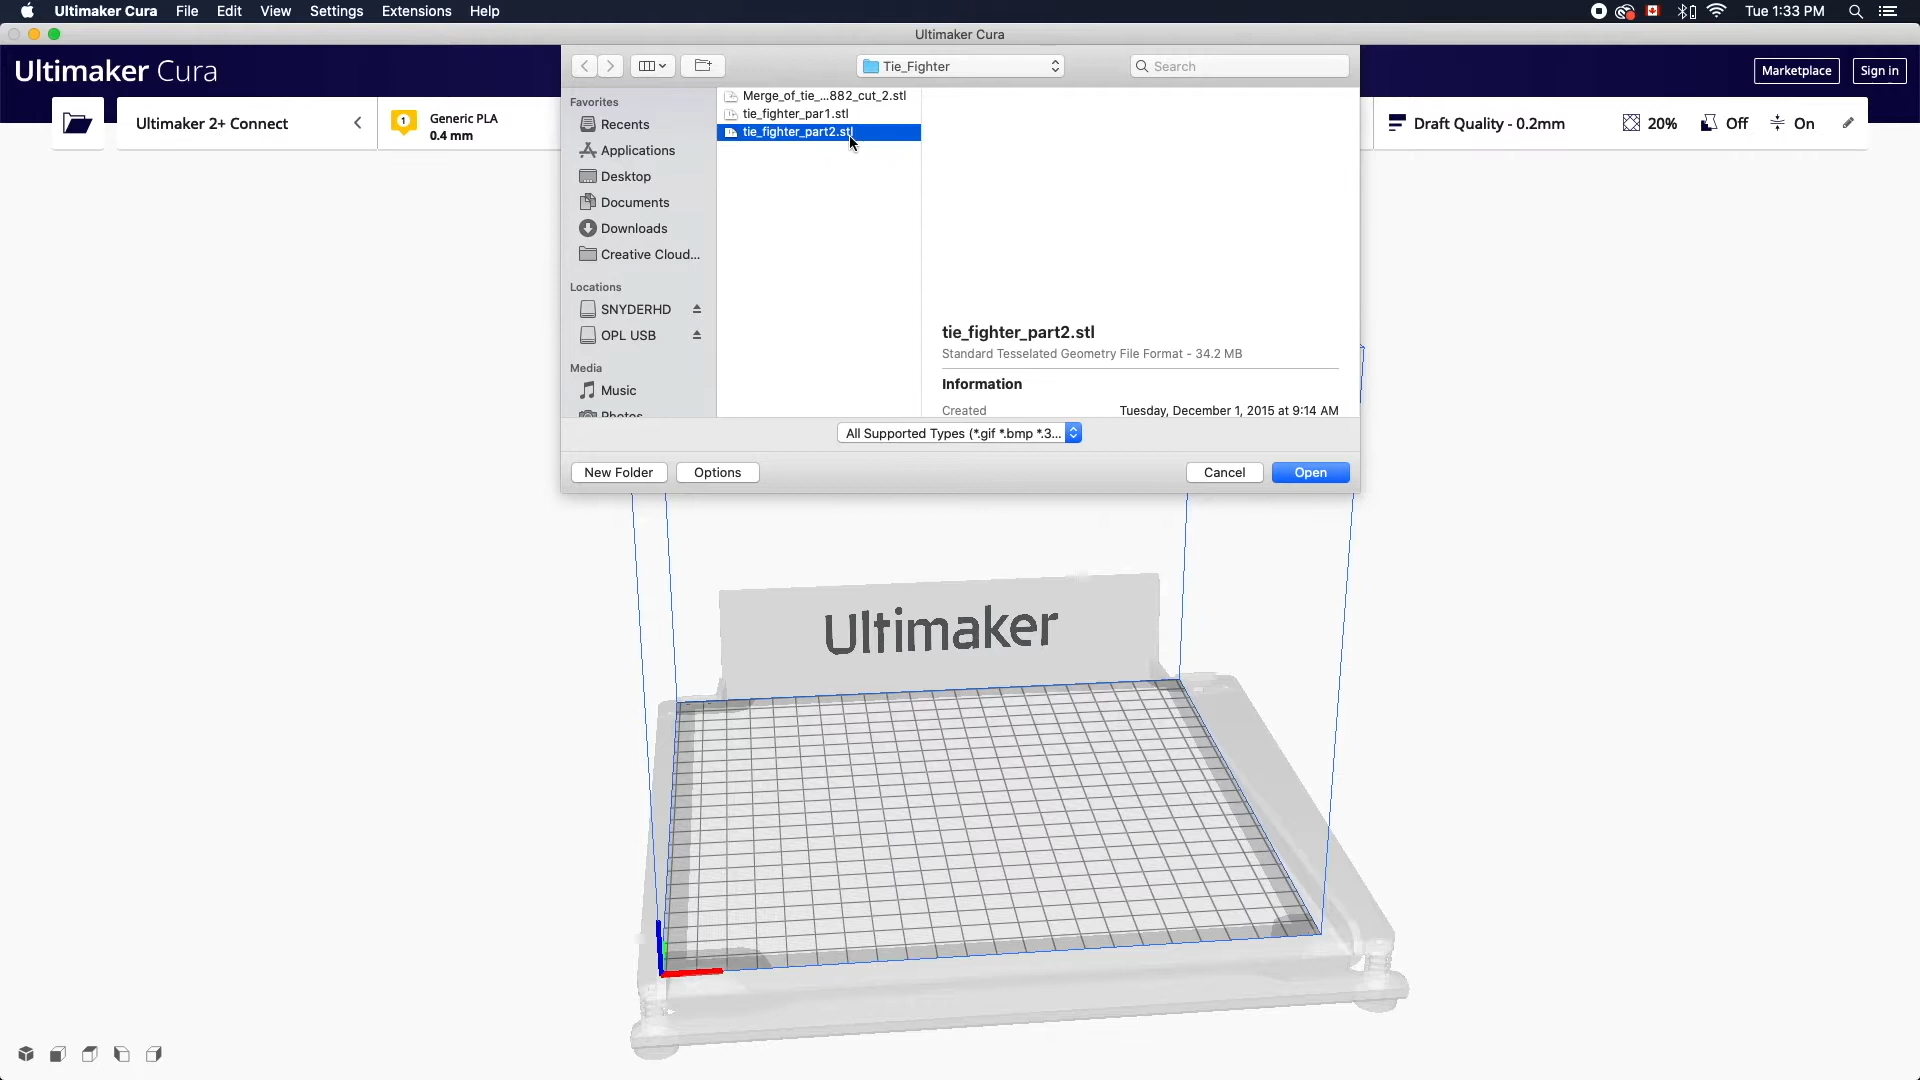 Ultimaker Cura File Edit View Settings Extensions Help Tue 1:33 PM
Ultimaker Cura
Ultimaker Cura
Marketplace Sign in
Ultimaker 2+ Connect
1 Generic PLA
0.4 mm
Draft Quality - 0.2mm 20% Off On
Tie_Fighter
Search
Favorites
Recents
Applications
Desktop
Documents
Downloads
Creative Cloud...
Locations
SNYDERHD
OPL USB
Media
Music
Photos
Merge_of_tie_...882_cut_2.stl
tie_fighter_par1.stl
tie_fighter_part2.stl
tie_fighter_part2.stl
Standard Tesselated Geometry File Format - 34.2 MB
Information
Created Tuesday, December 1, 2015 at 9:14 AM
All Supported Types (*.gif *.bmp *.3...
New Folder Options Cancel Open
Ultimaker